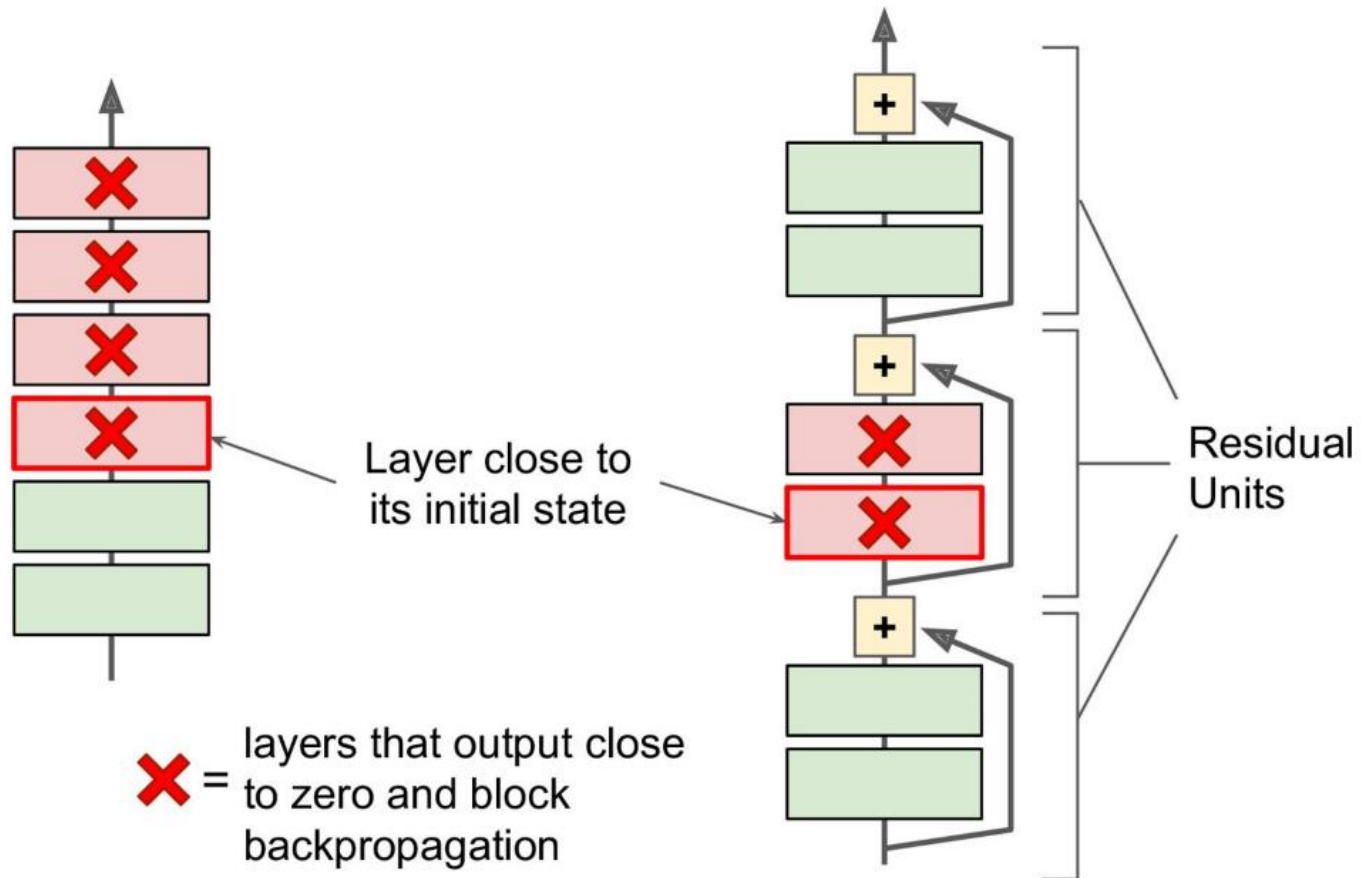 +
+
+
Layer close to
its initial state
Residual
Units
= layers that output close
to zero and block
backpropagation